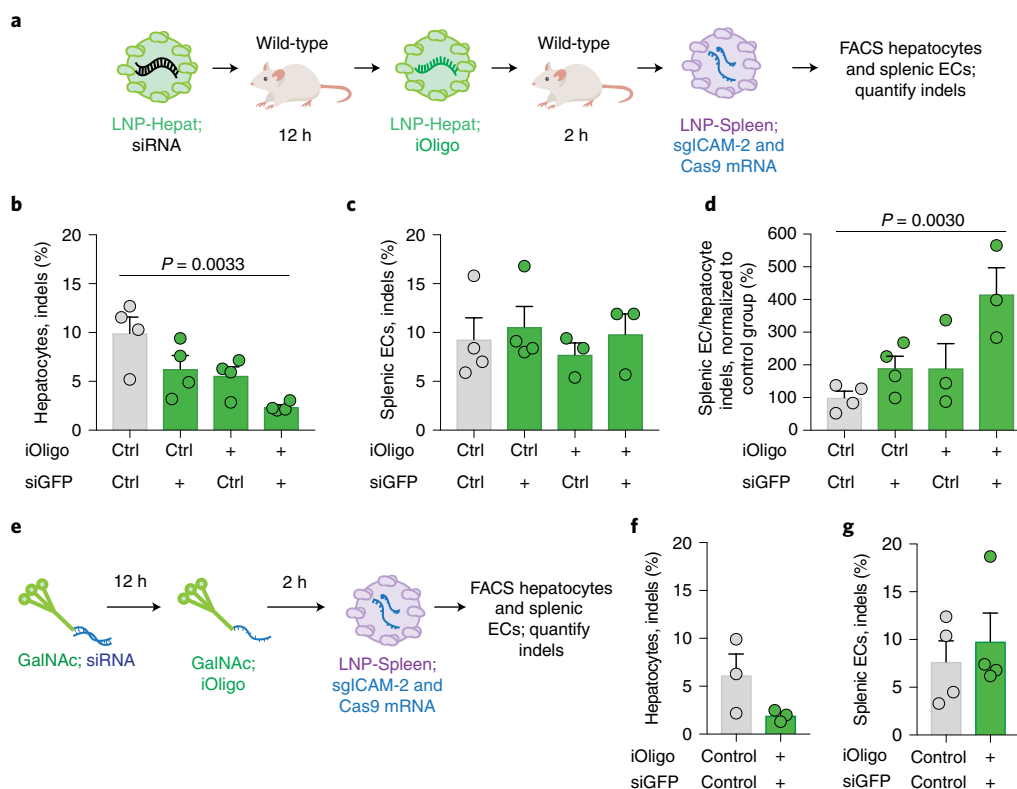 a
Wild-type
Wild-type
FACS hepatocytes
and splenic ECs;
quantify indels
LNP-Hepat;
siRNA
12 h
LNP-Hepat;
iOligo
2 h
LNP-Spleen;
sgICAM-2 and
Cas9 mRNA
b
Hepatocytes, indels (%)
20
15
10
5
0
P = 0.0033
iOligo Ctrl Ctrl + +
siGFP Ctrl + Ctrl +
c
Splenic ECs, indels (%)
20
15
10
5
0
iOligo Ctrl Ctrl + +
siGFP Ctrl + Ctrl +
d
Splenic EC/hepatocyte
indels, normalized to
control group (%)
600
500
400
300
200
100
0
P = 0.0030
iOligo Ctrl Ctrl + +
siGFP Ctrl + Ctrl +
e
12 h
2 h
FACS hepatocytes
and splenic
ECs; quantify
indels
GalNAc; siRNA
GalNAc;
iOligo
LNP-Spleen;
sgICAM-2 and
Cas9 mRNA
f
Hepatocytes, indels (%)
20
15
10
5
0
iOligo Control +
siGFP Control +
g
Splenic ECs, indels (%)
20
15
10
5
0
iOligo Control +
siGFP Control +